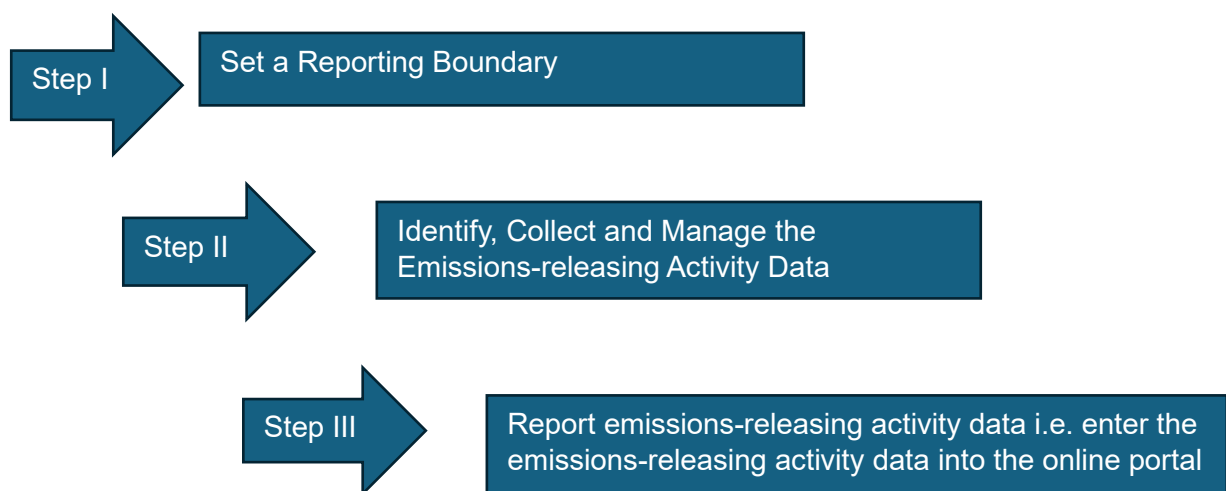 Step I
Set a Reporting Boundary
Step II
Identify, Collect and Manage the
Emissions-releasing Activity Data
Step III
Report emissions-releasing activity data i.e. enter the
emissions-releasing activity data into the online portal